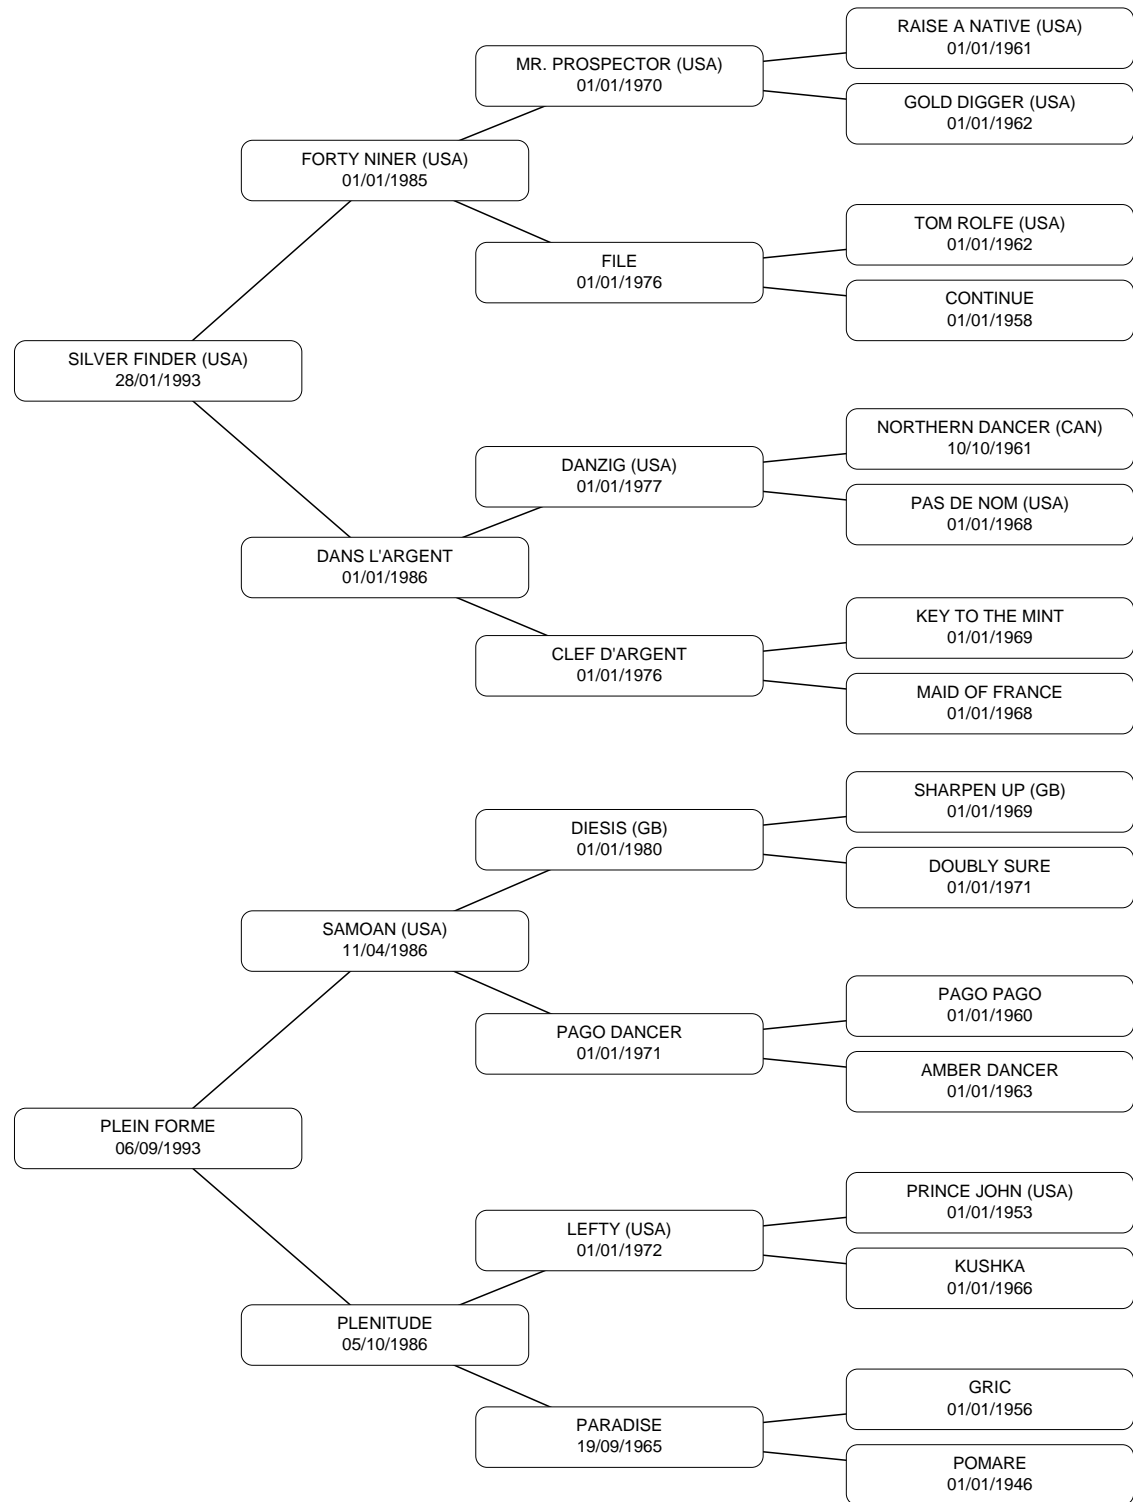 RAISE A NATIVE (USA)
01/01/1961
MR. PROSPECTOR (USA)
01/01/1970
GOLD DIGGER (USA)
01/01/1962
FORTY NINER (USA)
01/01/1985
TOM ROLFE (USA)
01/01/1962
FILE
01/01/1976
CONTINUE
01/01/1958
SILVER FINDER (USA)
28/01/1993
NORTHERN DANCER (CAN)
10/10/1961
DANZIG (USA)
01/01/1977
PAS DE NOM (USA)
01/01/1968
DANS L'ARGENT
01/01/1986
KEY TO THE MINT
01/01/1969
CLEF D'ARGENT
01/01/1976
MAID OF FRANCE
01/01/1968
SHARPEN UP (GB)
01/01/1969
DIESIS (GB)
01/01/1980
DOUBLY SURE
01/01/1971
SAMOAN (USA)
11/04/1986
PAGO PAGO
01/01/1960
PAGO DANCER
01/01/1971
AMBER DANCER
01/01/1963
PLEIN FORME
06/09/1993
PRINCE JOHN (USA)
01/01/1953
LEFTY (USA)
01/01/1972
KUSHKA
01/01/1966
PLENITUDE
05/10/1986
GRIC
01/01/1956
PARADISE
19/09/1965
POMARE
01/01/1946